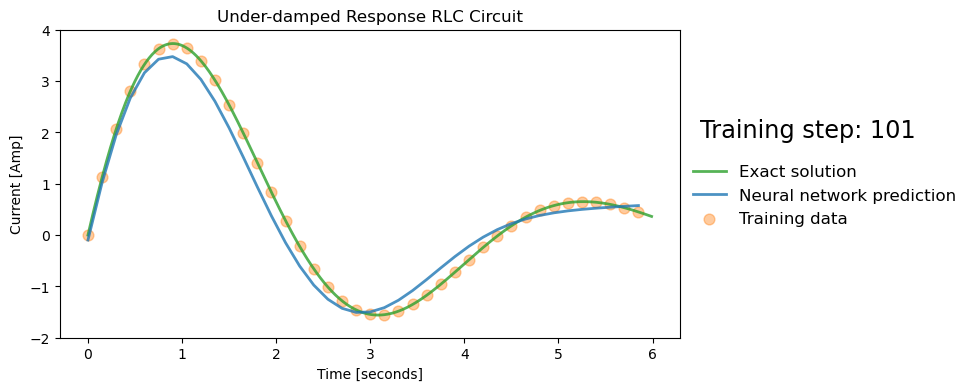 Under-damped Response RLC Circuit
4
3
2
1
0
−1
−2
Current [Amp]
0 1 2 3 4 5 6
Time [seconds]
Training step: 101
Exact solution
Neural network prediction
Training data